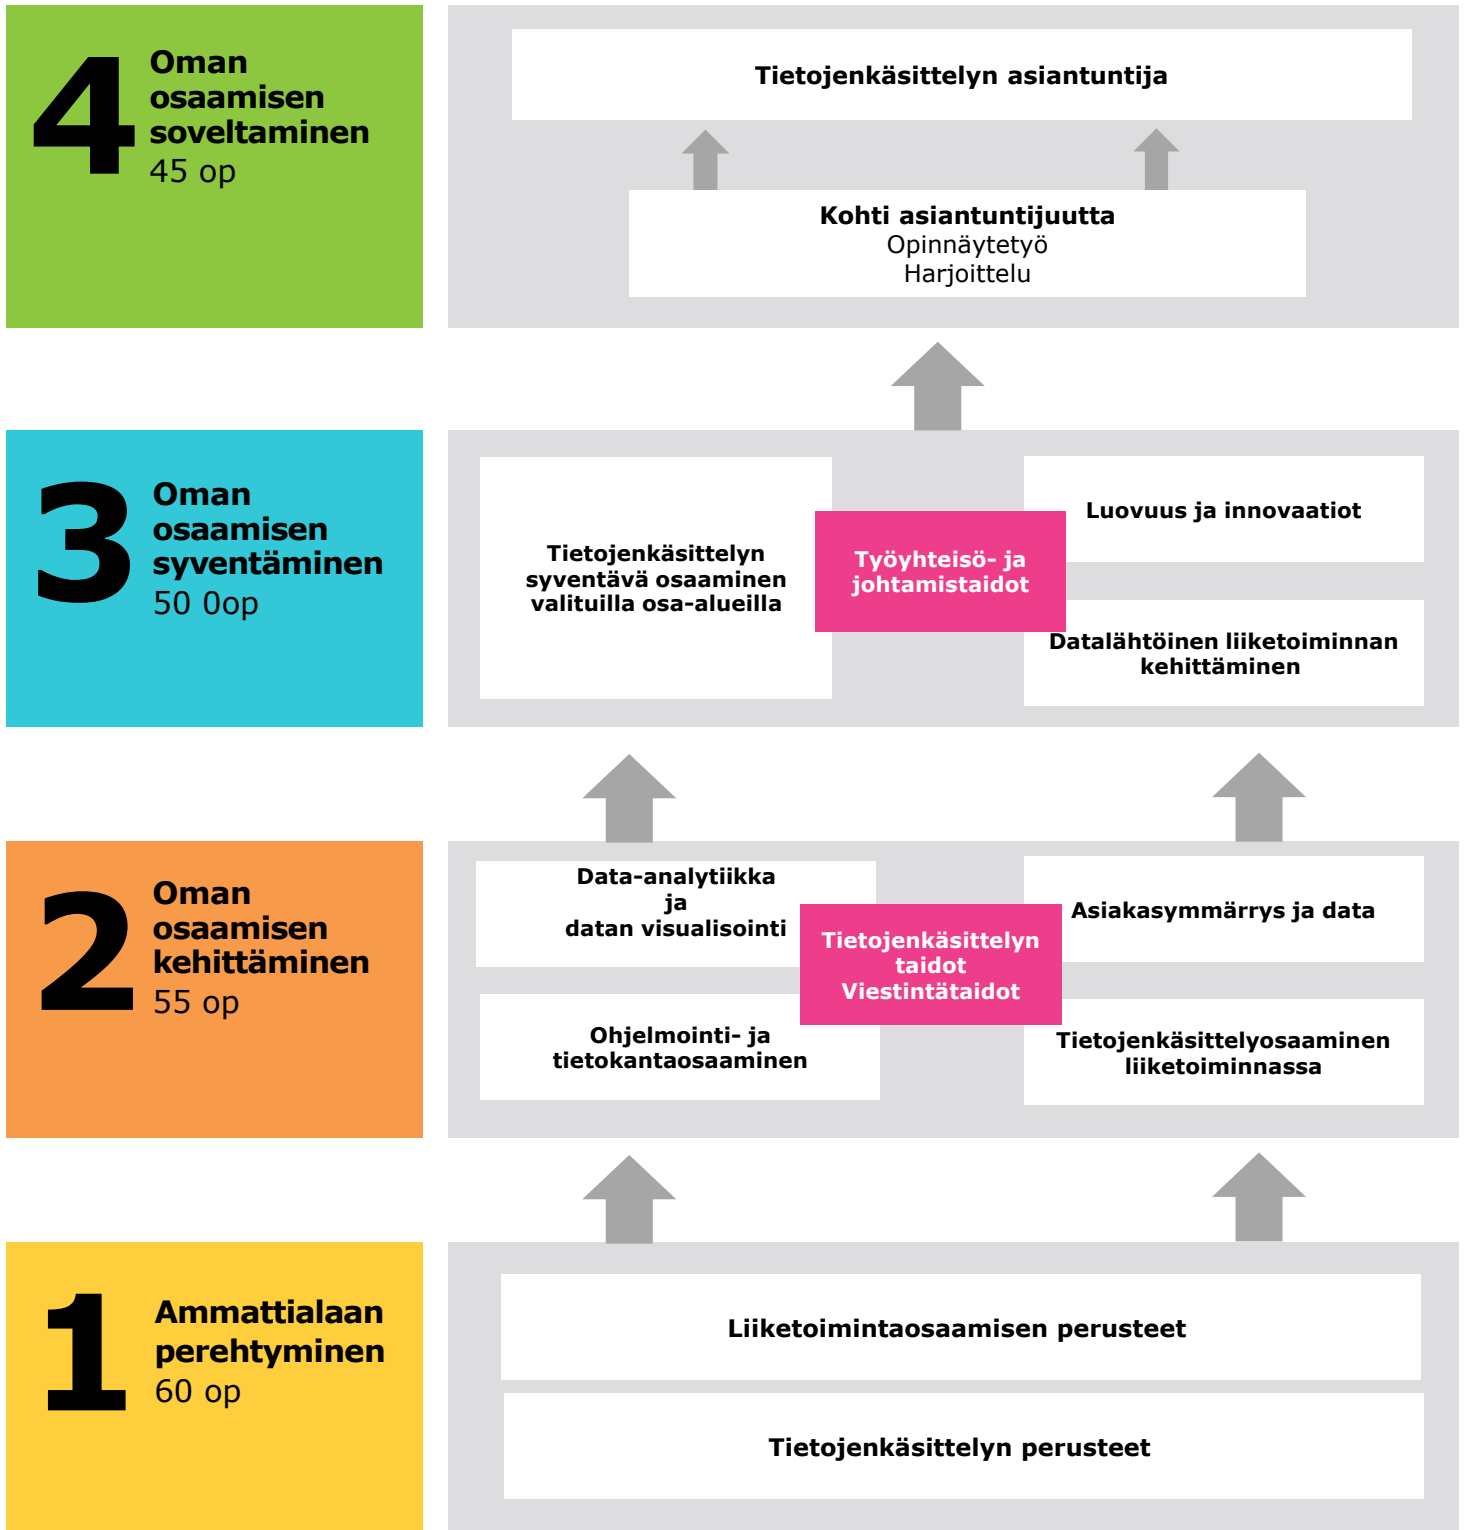 4
Oman
osaamisen
soveltaminen
45 op
Tietojenkäsittelyn asiantuntija
Kohti asiantuntijuutta
Opinnäytetyö
Harjoittelu
3
Oman
osaamisen
syventäminen
50 0op
Tietojenkäsittelyn
syventävä osaaminen
valituilla osa-alueilla
Työyhteisö- ja
johtamistaidot
Luovuus ja innovaatiot
Datalähtöinen liiketoiminnan
kehittäminen
2
Oman
osaamisen
kehittäminen
55 op
Data-analytiikka
ja
datan visualisointi
Ohjelmointi- ja
tietokantaosaaminen
Tietojenkäsittelyn
taidot
Viestintätaidot
Asiakasymmärrys ja data
Tietojenkäsittelyosaaminen
liiketoiminnassa
1
Ammattialaan
perehtyminen
60 op
Liiketoimintaosaamisen perusteet
Tietojenkäsittelyn perusteet